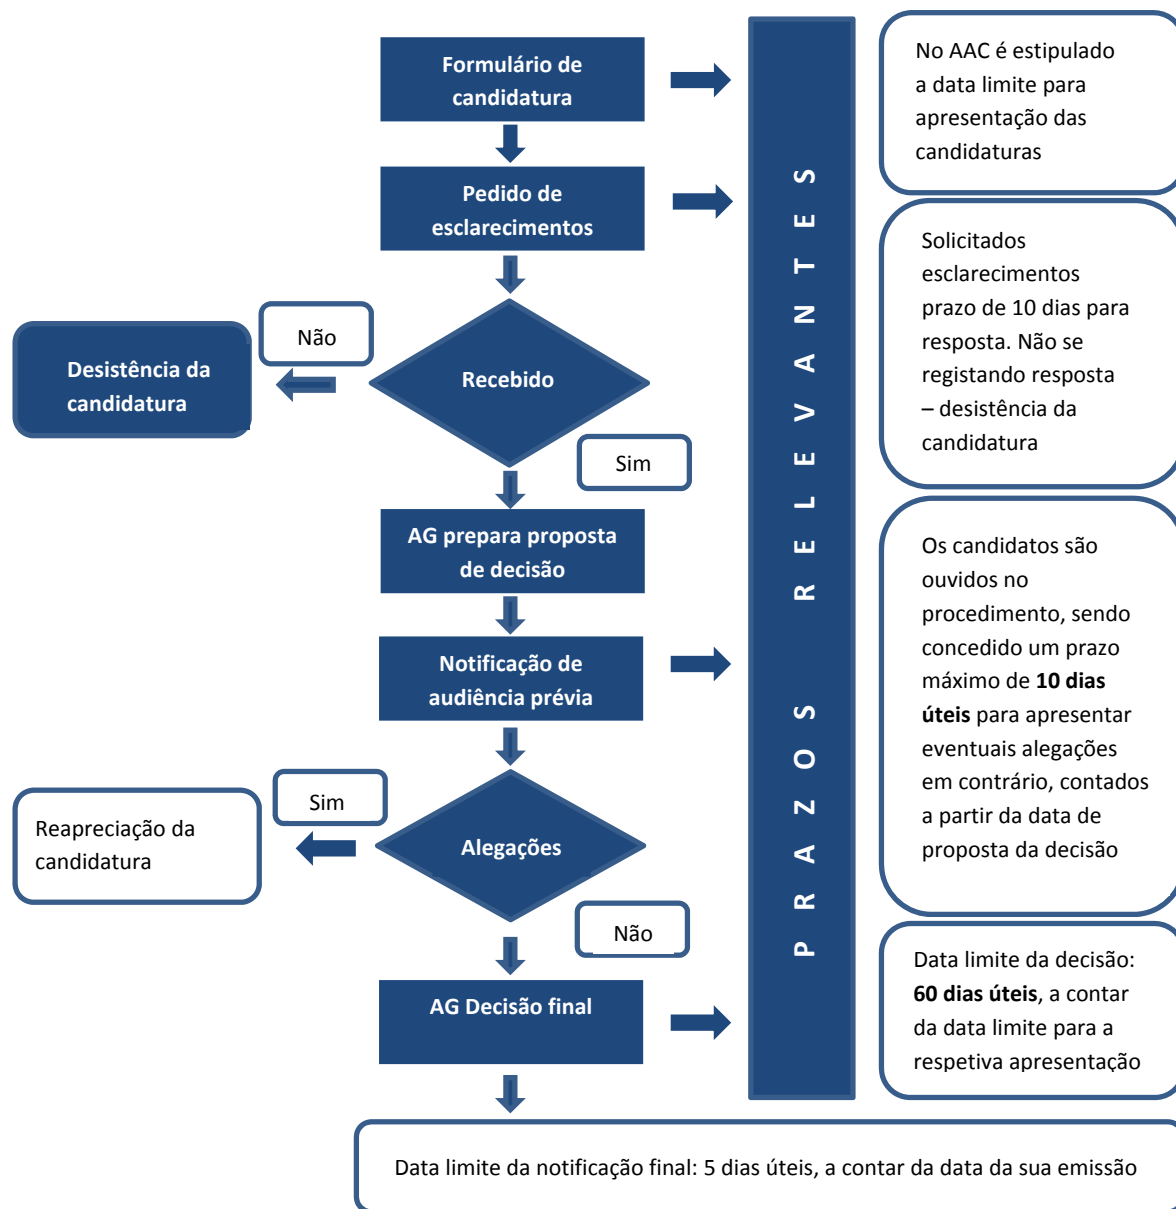 Formulário de
candidatura
No AAC é estipulado
a data limite para
apresentação das
candidaturas
Pedido de
esclarecimentos
Solicitados
esclarecimentos
prazo de 10 dias para
resposta. Não se
registando resposta
– desistência da
candidatura
Não
Desistência da
candidatura
Recebido
Sim
AG prepara proposta
de decisão
Notificação de
audiência prévia
Os candidatos são
ouvidos no
procedimento, sendo
concedido um prazo
máximo de 10 dias
úteis para apresentar
eventuais alegações
em contrário, contados
a partir da data de
proposta da decisão
Sim
Reapreciação da
candidatura
Alegações
Não
AG Decisão final
Data limite da decisão:
60 dias úteis, a contar
da data limite para a
respetiva apresentação
PRAZOS RELEVANTES
Data limite da notificação final: 5 dias úteis, a contar da data da sua emissão